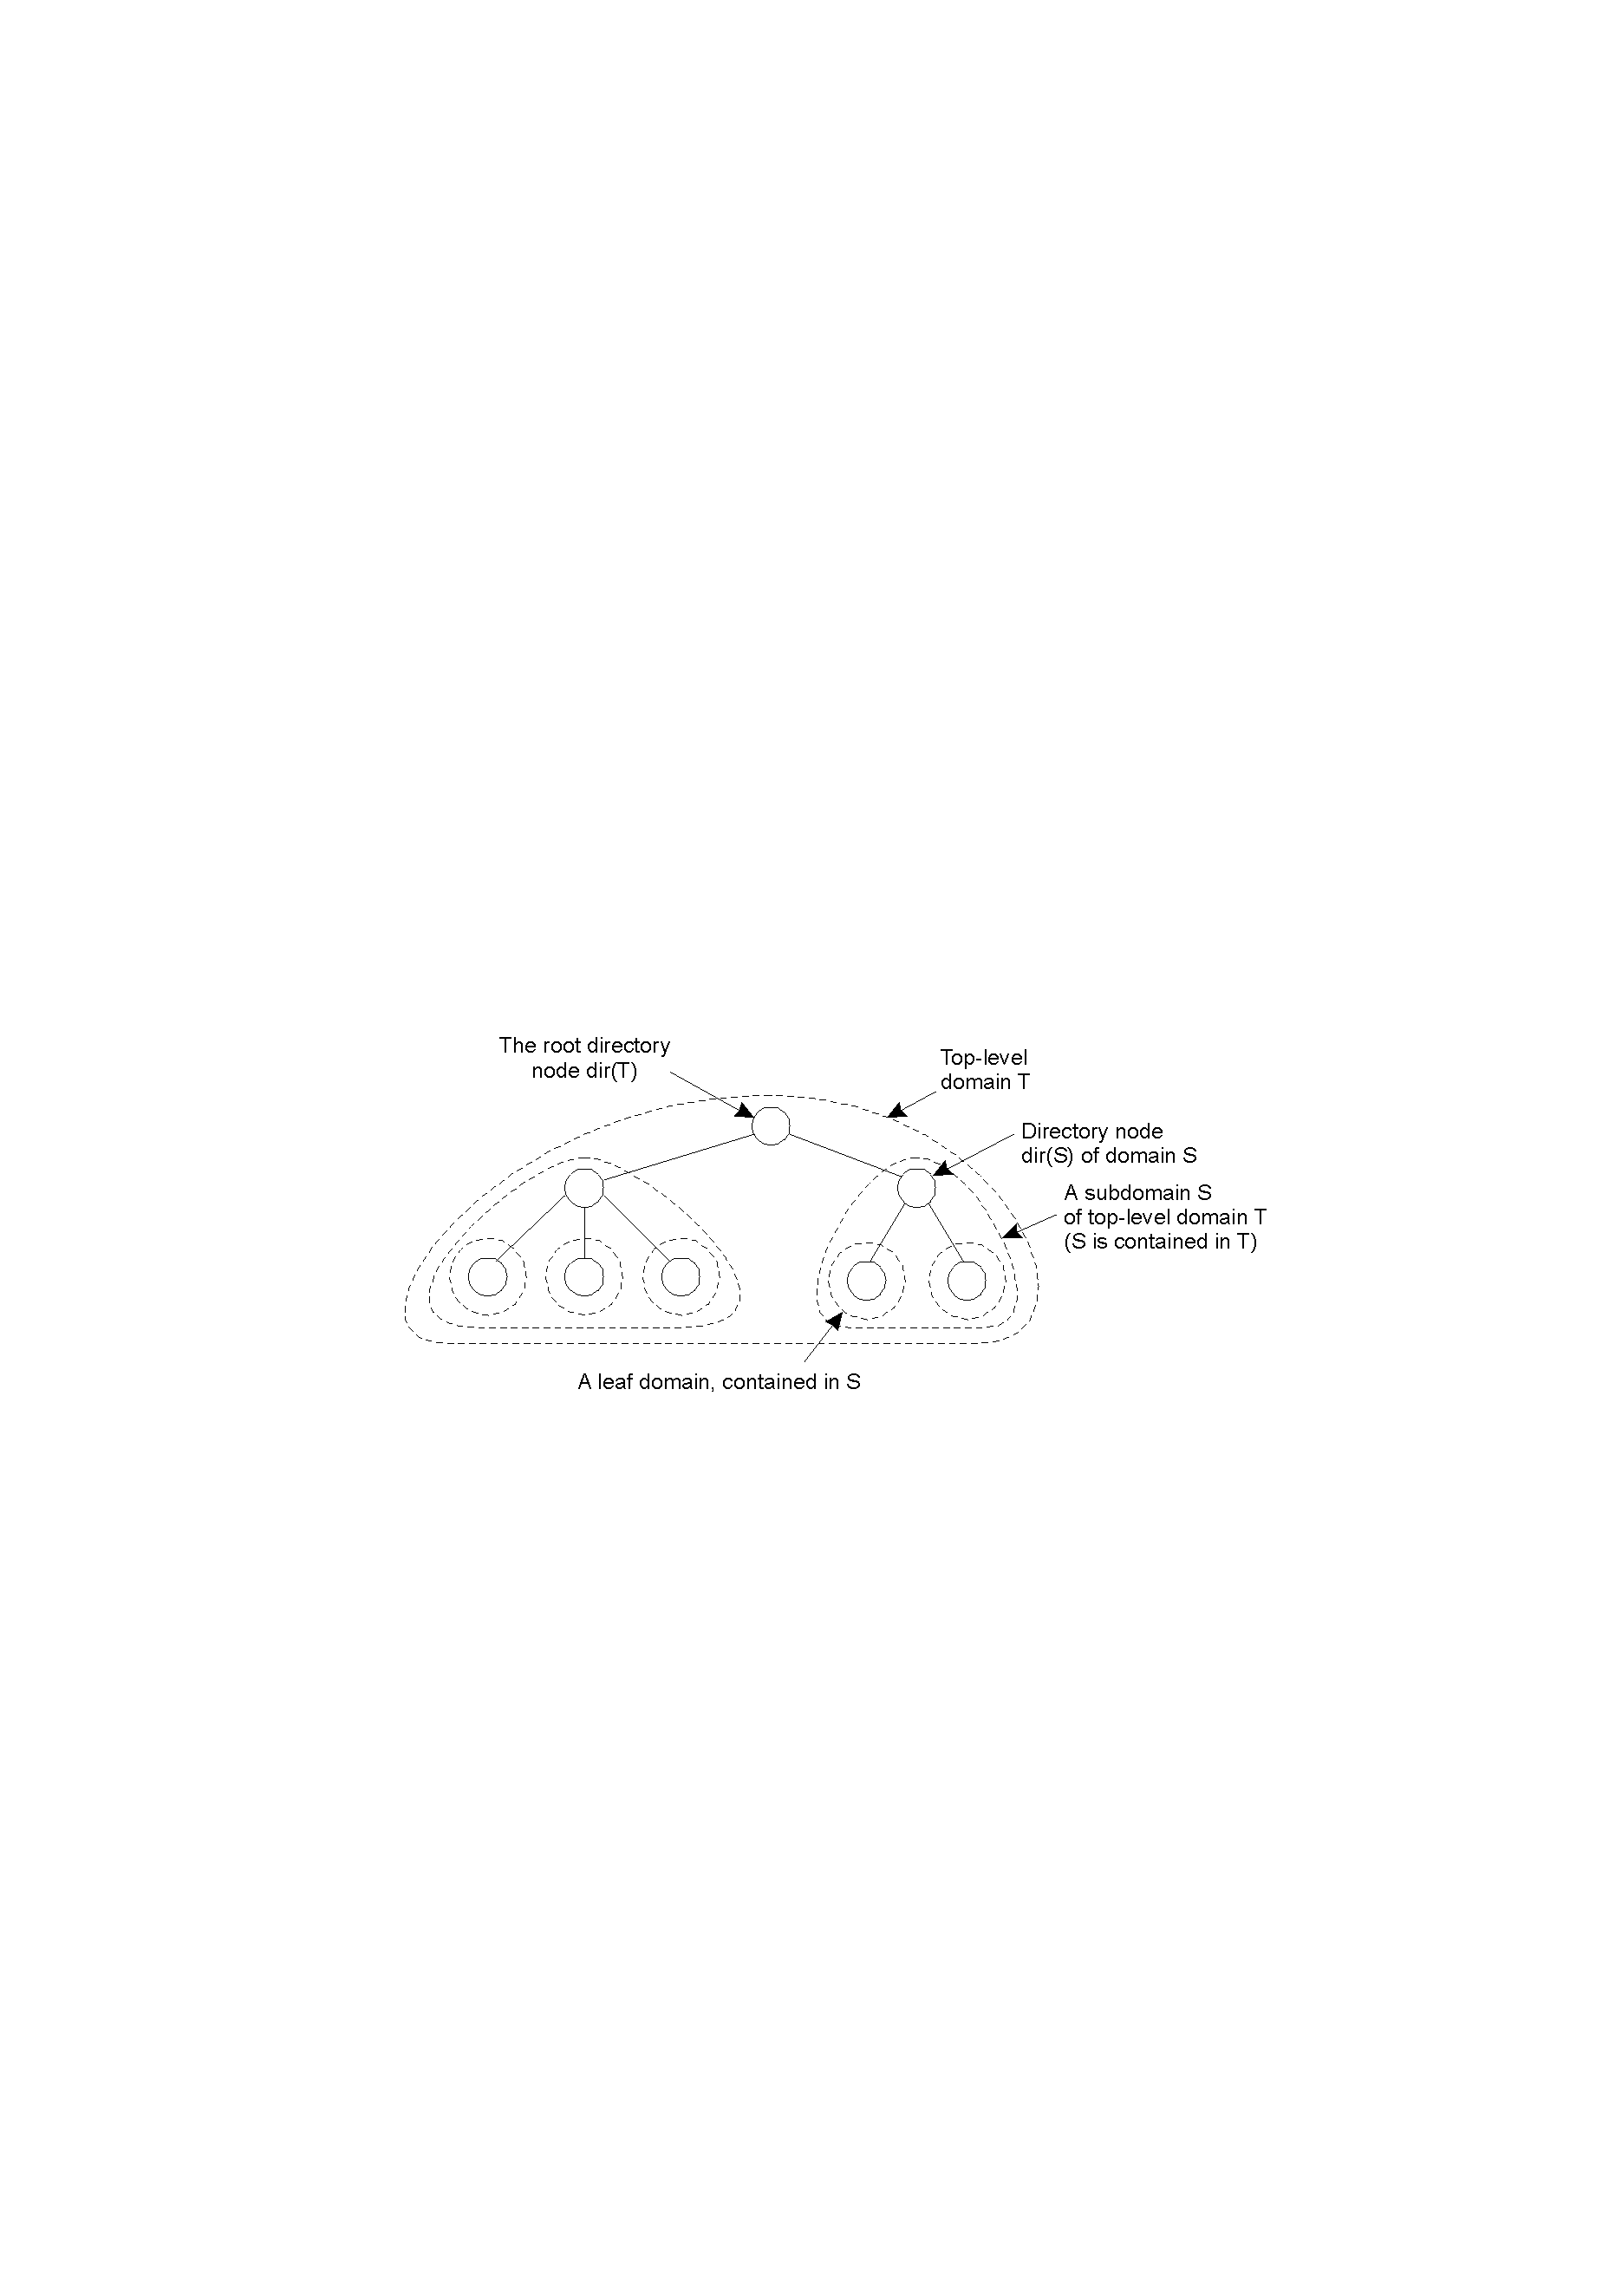 The root directory
node dir(T)
Top-level
domain T
Directory node
dir(S) of domain S
A subdomain S
of top-level domain T
(S is contained in T)
A leaf domain, contained in S